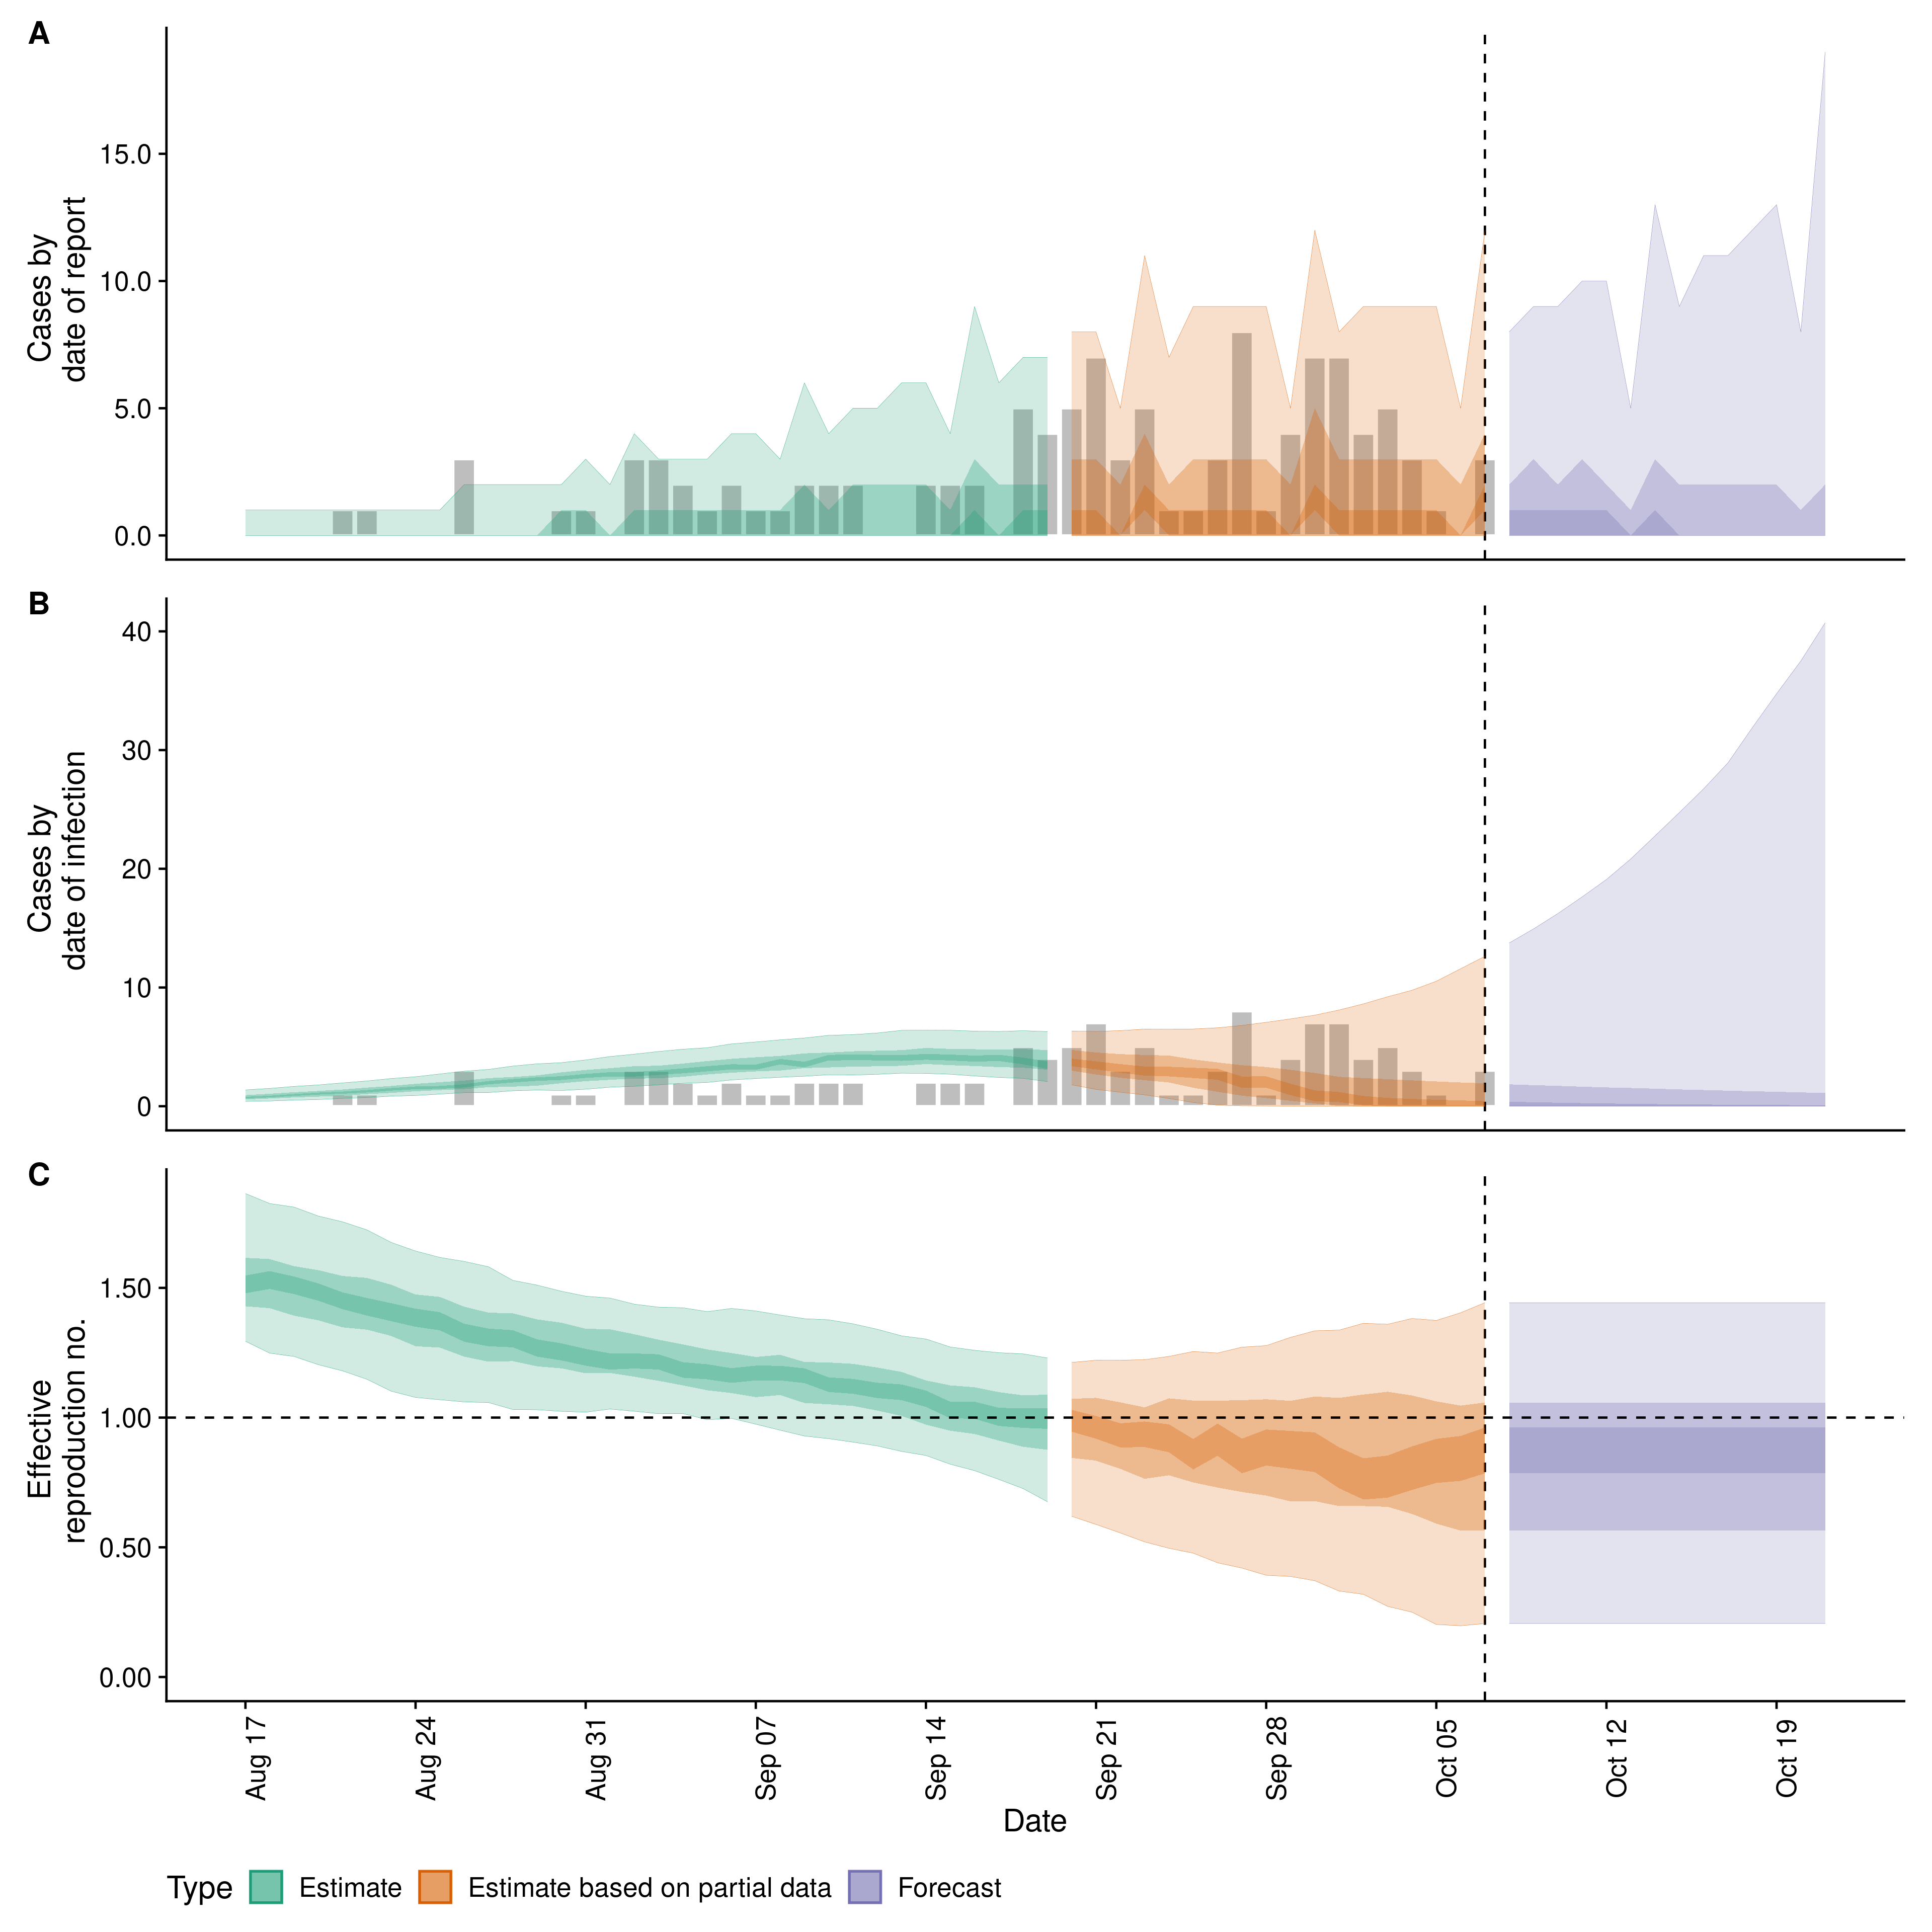 A
Cases by
date of report
15.0
10.0
5.0
0.0
B
Cases by
date of infection
40
30
20
10
0
C
Effective
reproduction no.
1.50
1.00
0.50
0.00
Aug 17
Aug 24
Aug 31
Sep 07
Sep 14
Sep 21
Sep 28
Oct 05
Oct 12
Oct 19
Date
Type
Estimate
Estimate based on partial data
Forecast